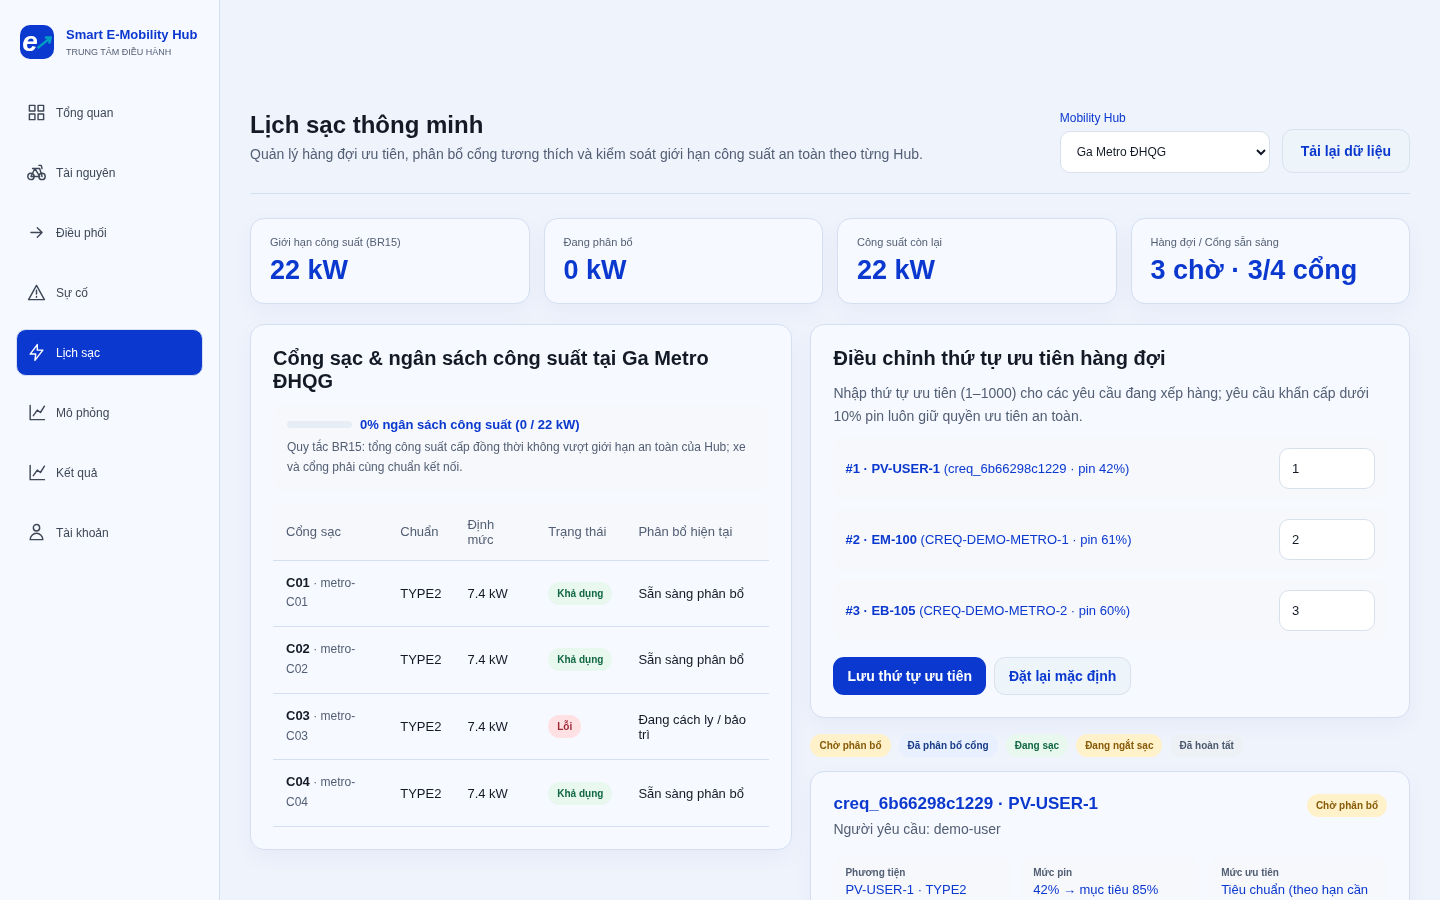 e↗
Smart E-Mobility Hub
TRUNG TÂM ĐIỀU HÀNH
Tổng quan
Tài nguyên
Điều phối
Sự cố
Lịch sạc
Mô phỏng
Kết quả
Tài khoản
Lịch sạc thông minh
Quản lý hàng đợi ưu tiên, phân bổ cổng tương thích và kiểm soát giới hạn công suất an toàn theo từng Hub.
Mobility Hub
Ga Metro ĐHQG
Tải lại dữ liệu
Giới hạn công suất (BR15)
22 kW
Đang phân bổ
0 kW
Công suất còn lại
22 kW
Hàng đợi / Cổng sẵn sàng
3 chờ · 3/4 cổng
Cổng sạc & ngân sách công suất tại Ga Metro
ĐHQG
0% ngân sách công suất (0 / 22 kW)
Quy tắc BR15: tổng công suất cấp đồng thời không vượt giới hạn an toàn của Hub; xe
và cổng phải cùng chuẩn kết nối.
Cổng sạc Chuẩn Định mức Trạng thái Phân bổ hiện tại
C01 · metro-C01 TYPE2 7.4 kW Khả dụng Sẵn sàng phân bổ
C02 · metro-C02 TYPE2 7.4 kW Khả dụng Sẵn sàng phân bổ
C03 · metro-C03 TYPE2 7.4 kW Lỗi Đang cách ly / bảo trì
C04 · metro-C04 TYPE2 7.4 kW Khả dụng Sẵn sàng phân bổ
Điều chỉnh thứ tự ưu tiên hàng đợi
Nhập thứ tự ưu tiên (1–1000) cho các yêu cầu đang xếp hàng; yêu cầu khẩn cấp dưới
10% pin luôn giữ quyền ưu tiên an toàn.
#1 · PV-USER-1 (creq_6b66298c1229 · pin 42%) 1
#2 · EM-100 (CREQ-DEMO-METRO-1 · pin 61%) 2
#3 · EB-105 (CREQ-DEMO-METRO-2 · pin 60%) 3
Lưu thứ tự ưu tiên Đặt lại mặc định
Chờ phân bổ Đã phân bổ cổng Đang sạc Đang ngắt sạc Đã hoàn tất
creq_6b66298c1229 · PV-USER-1 Chờ phân bổ
Người yêu cầu: demo-user
Phương tiện Mức pin Mức ưu tiên
PV-USER-1 · TYPE2 42% → mục tiêu 85% Tiêu chuẩn (theo hạn cần